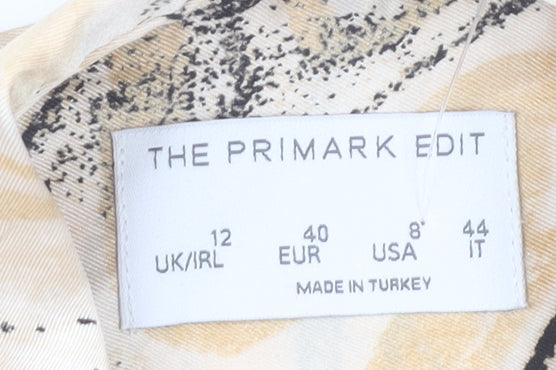 THE PRIMARK EDIT
12 40 8 44
UK/IRL EUR USA IT
MADE IN TURKEY